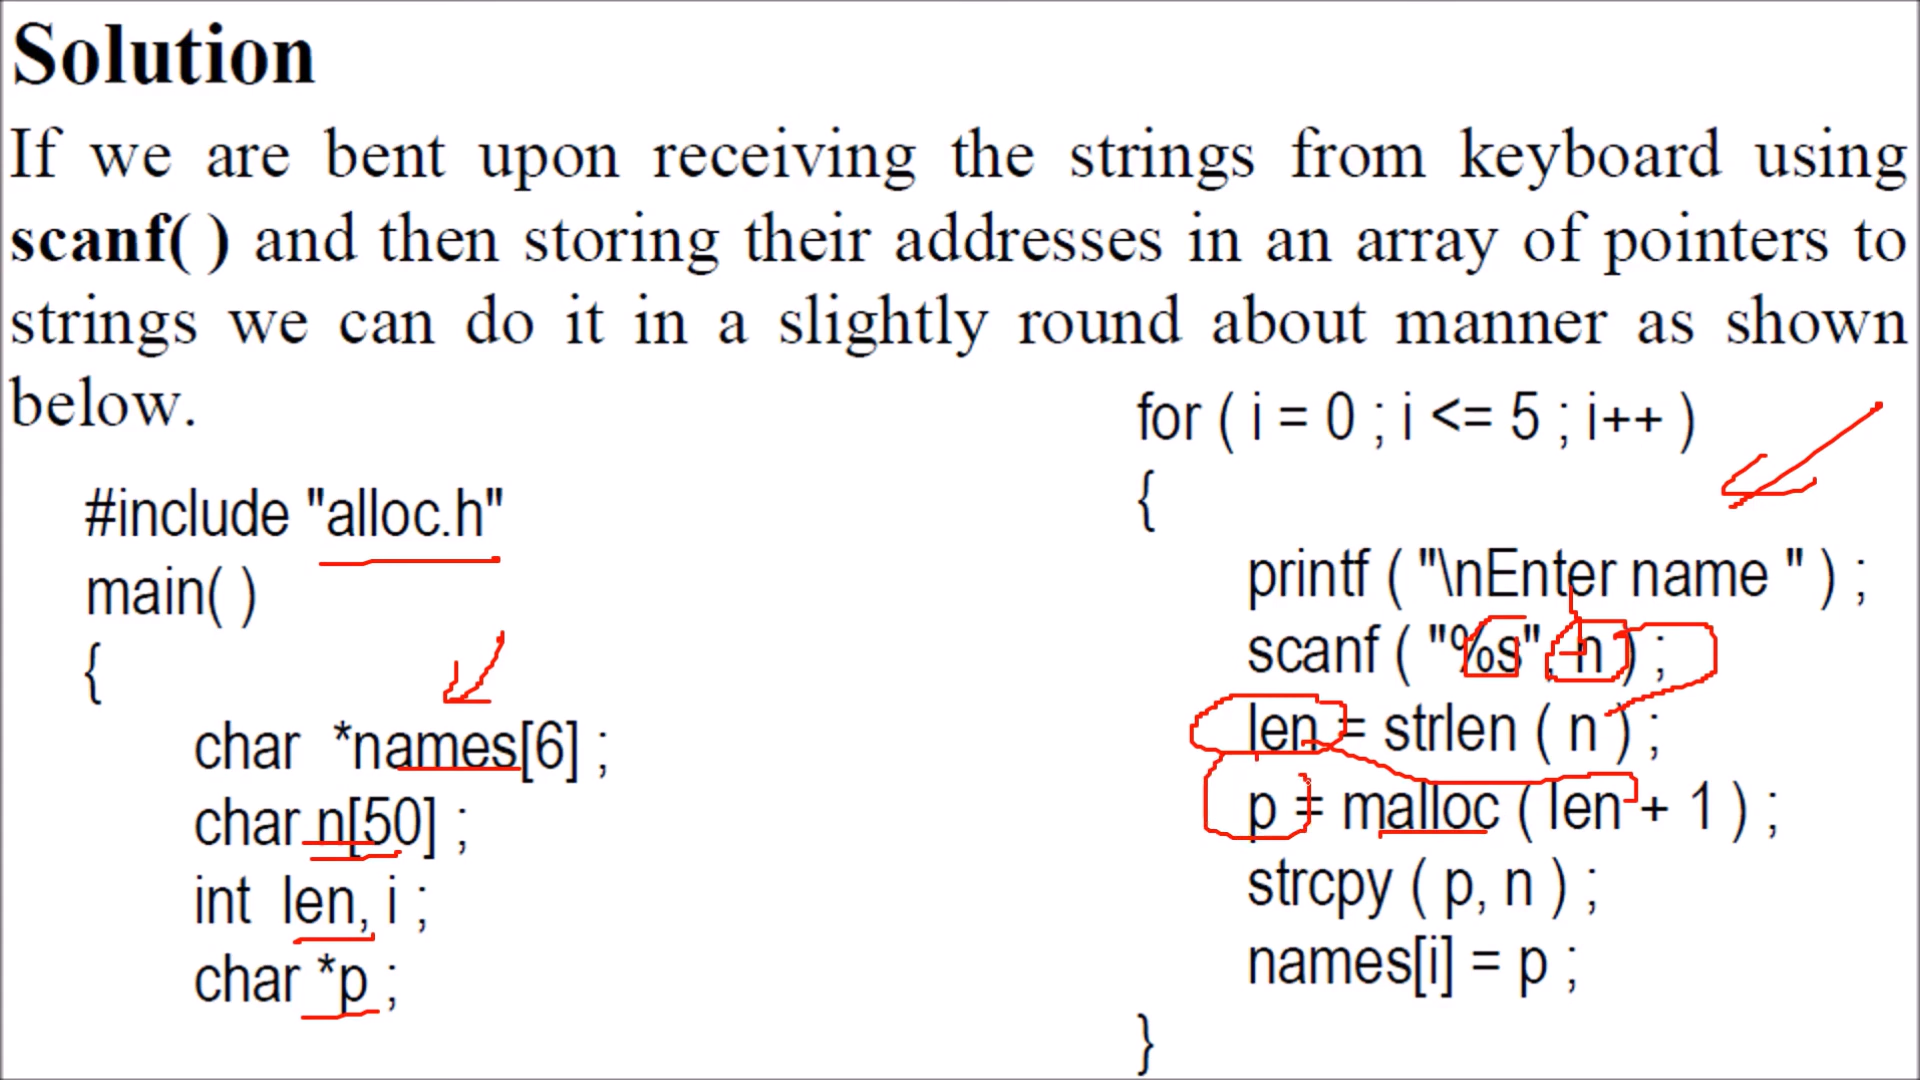 Solution
If we are bent upon receiving the strings from keyboard using
scanf( ) and then storing their addresses in an array of pointers to
strings we can do it in a slightly round about manner as shown
below.
#include "alloc.h"
main( )
{
char *names[6] ;
char n[50] ;
int len, i ;
char *p ;
for ( i = 0 ; i <= 5 ; i++ )
{
printf ( "\nEnter name " ) ;
scanf ( "%s", n ) ;
len = strlen ( n ) ;
p = malloc ( len + 1 ) ;
strcpy ( p, n ) ;
names[i] = p ;
}